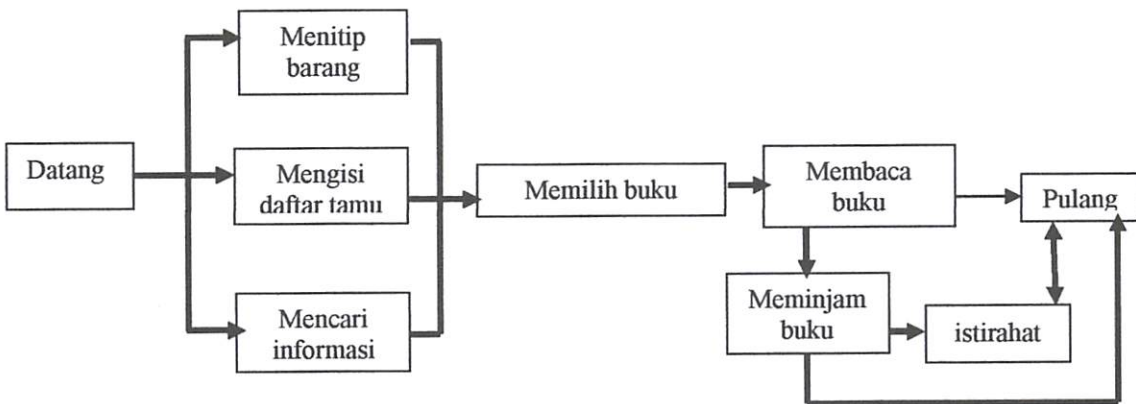 Datang
Menitip
barang
Mengisi
daftar tamu
Mencari
informasi
Memilih buku
Membaca
buku
Meminjam
buku
istirahat
Pulang